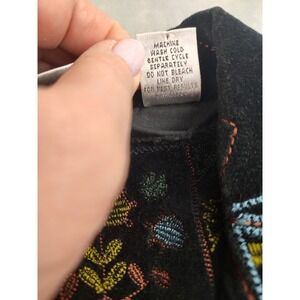 MACHINE
WASH COLD
GENTLE CYCLE
SEPARATELY
DO NOT BLEACH
LINE DRY
FOR BEST RESULTS